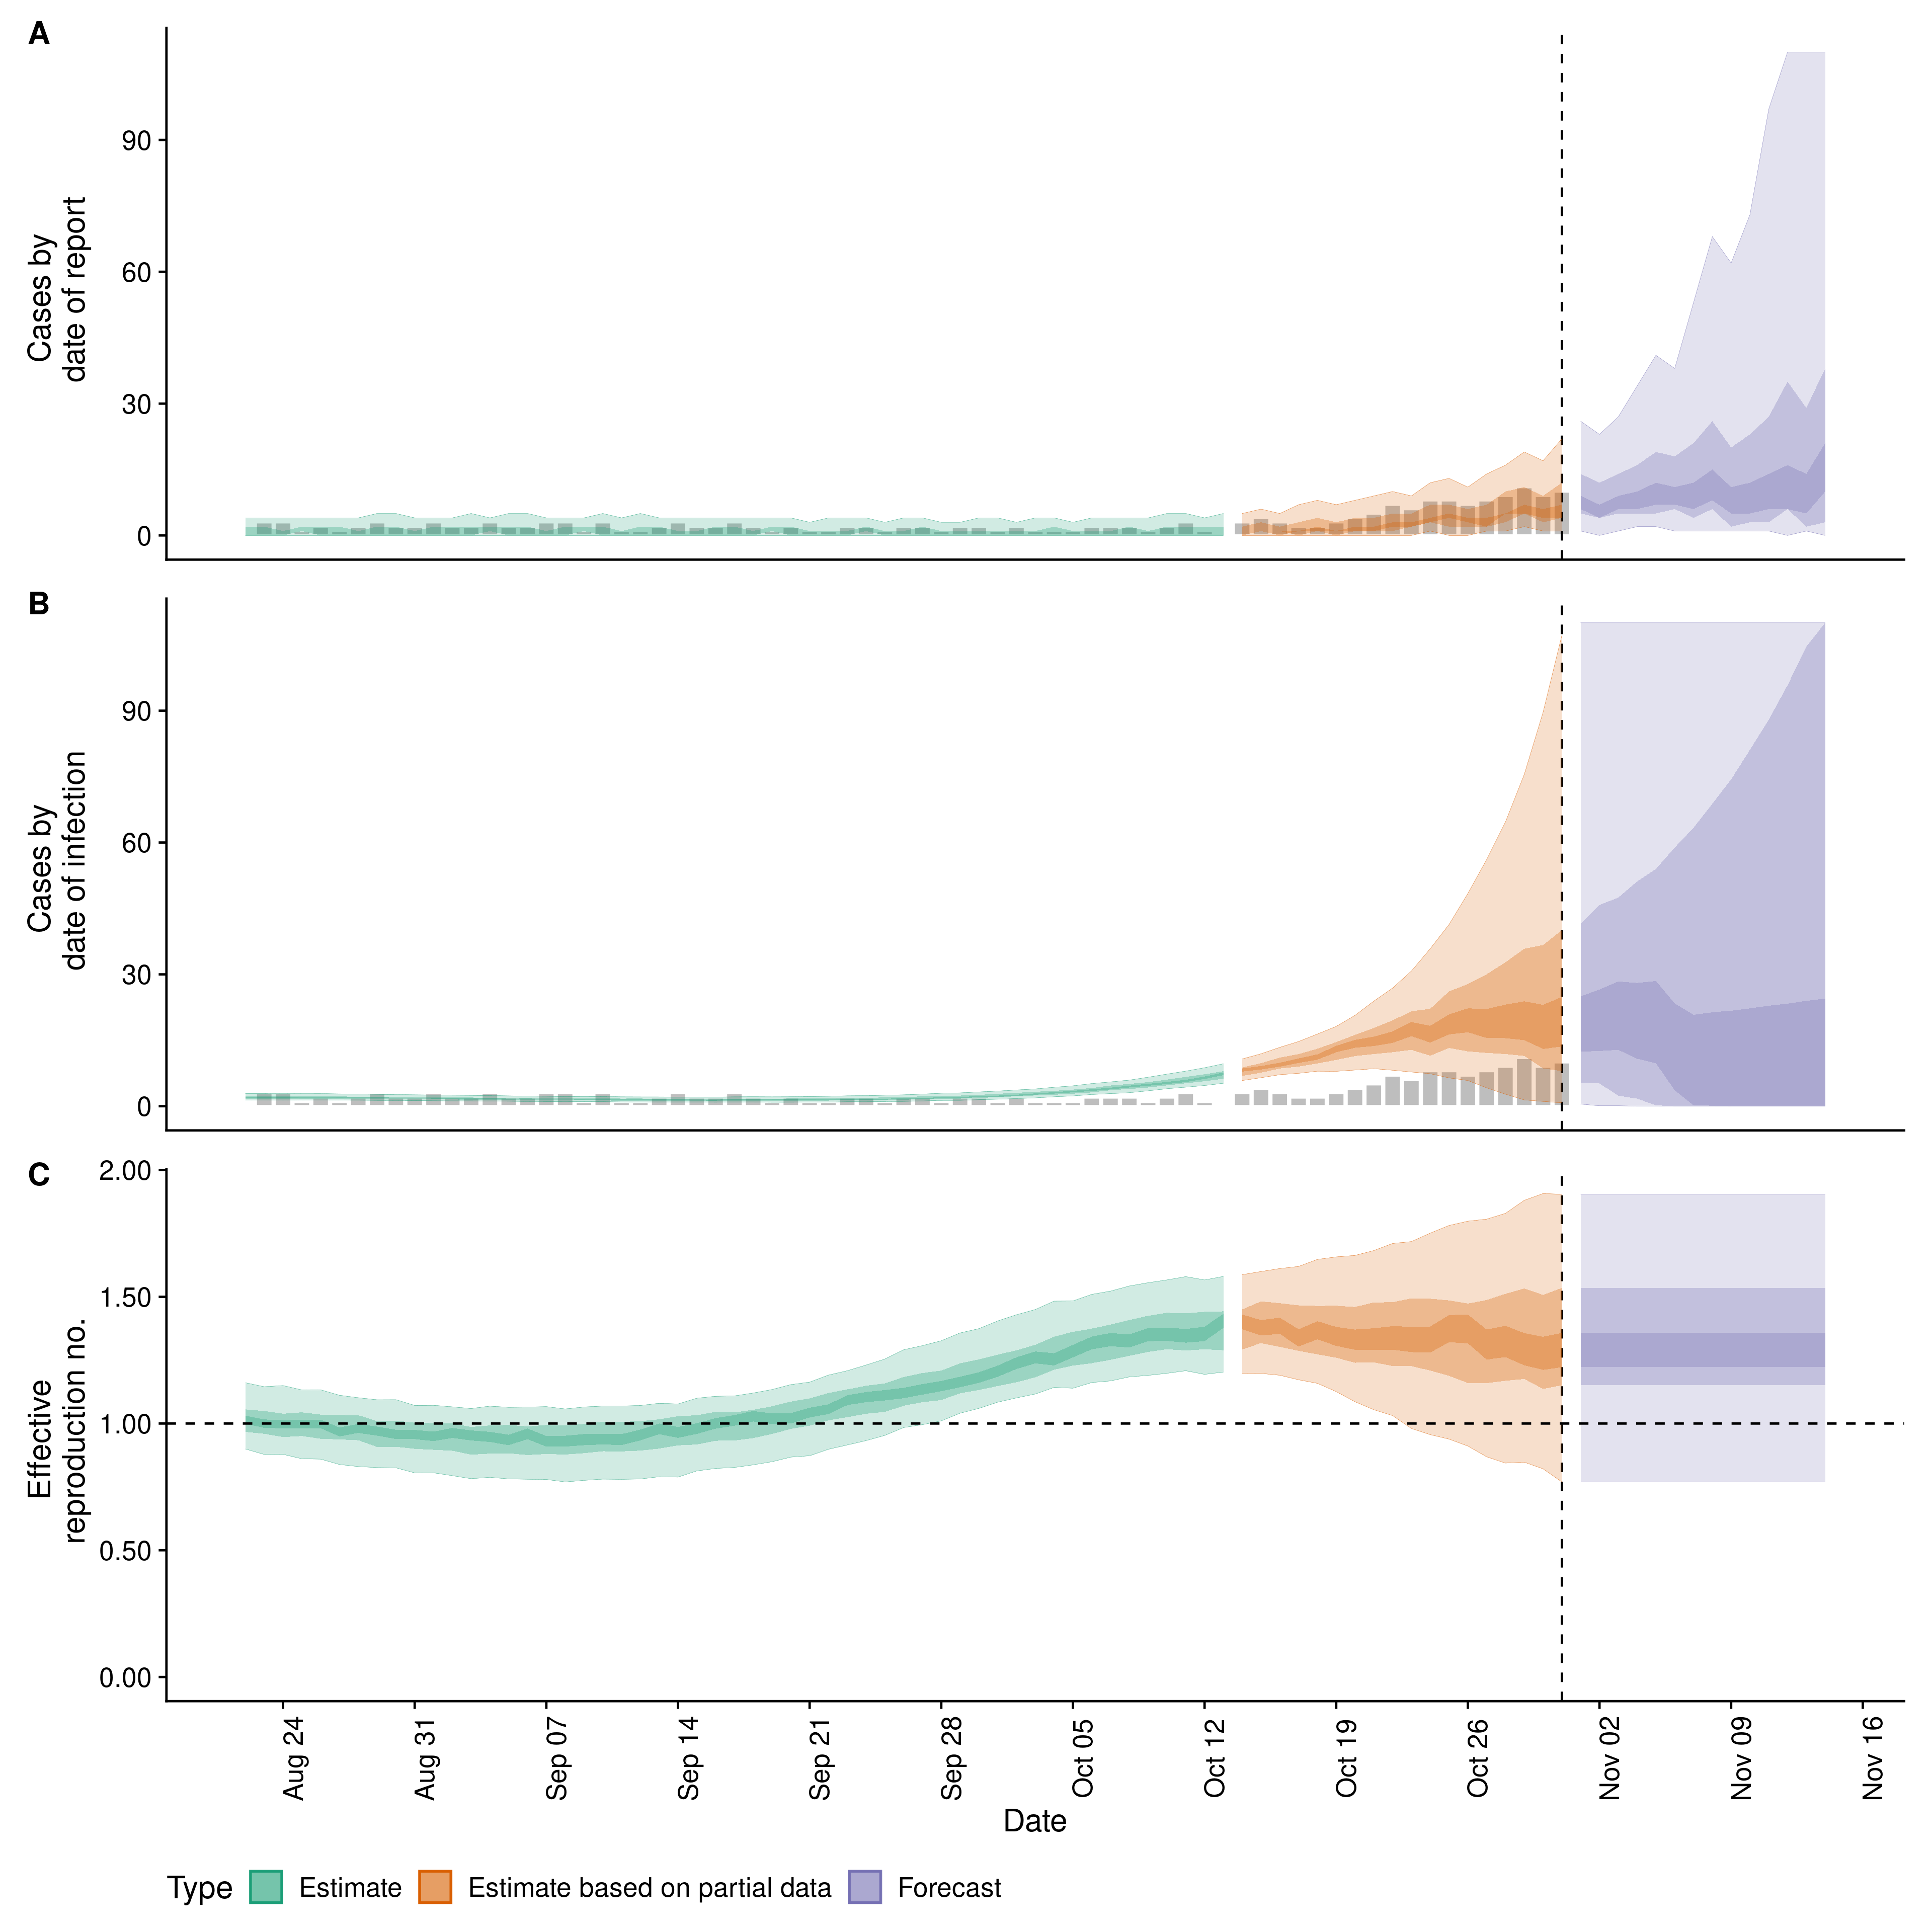 A
Cases by
date of report
90
60
30
0
B
Cases by
date of infection
90
60
30
0
C
Effective
reproduction no.
2.00
1.50
1.00
0.50
0.00
Aug 24
Aug 31
Sep 07
Sep 14
Sep 21
Sep 28
Oct 05
Oct 12
Oct 19
Oct 26
Nov 02
Nov 09
Nov 16
Date
Type Estimate Estimate based on partial data Forecast